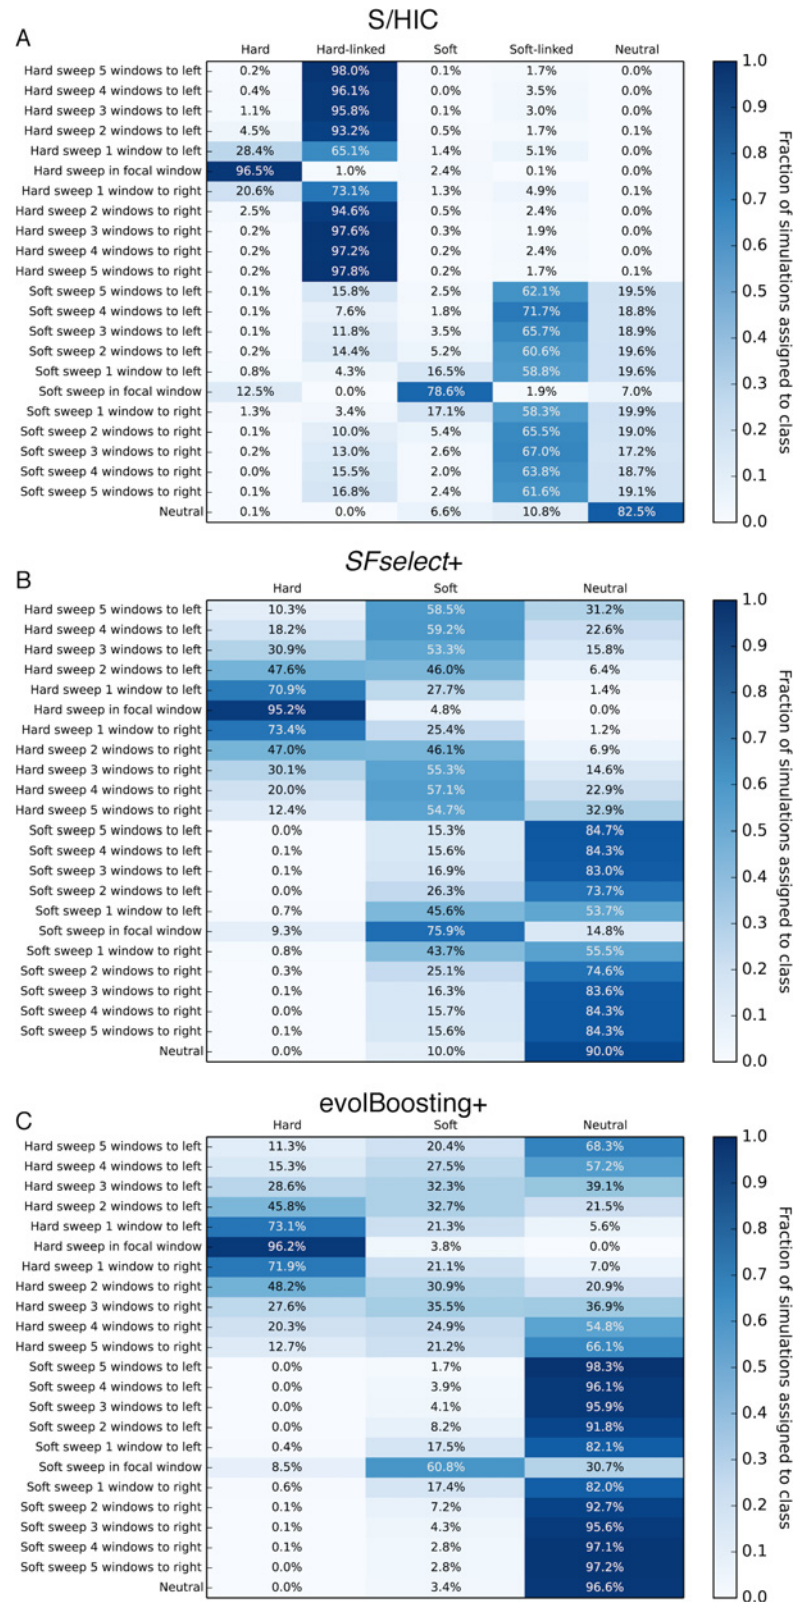 S/HIC
A
Hard Hard-linked Soft Soft-linked Neutral
Hard sweep 5 windows to left 0.2% 98.0% 0.1% 1.7% 0.0%
Hard sweep 4 windows to left 0.4% 96.1% 0.0% 3.5% 0.0%
Hard sweep 3 windows to left 1.1% 95.8% 0.1% 3.0% 0.0%
Hard sweep 2 windows to left 4.5% 93.2% 0.5% 1.7% 0.1%
Hard sweep 1 window to left 28.4% 65.1% 1.4% 5.1% 0.0%
Hard sweep in focal window 96.5% 1.0% 2.4% 0.1% 0.0%
Hard sweep 1 window to right 20.6% 73.1% 1.3% 4.9% 0.1%
Hard sweep 2 windows to right 2.5% 94.6% 0.5% 2.4% 0.0%
Hard sweep 3 windows to right 0.2% 97.6% 0.3% 1.9% 0.0%
Hard sweep 4 windows to right 0.2% 97.2% 0.2% 2.4% 0.0%
Hard sweep 5 windows to right 0.2% 97.8% 0.2% 1.7% 0.1%
Soft sweep 5 windows to left 0.1% 15.8% 2.5% 62.1% 19.5%
Soft sweep 4 windows to left 0.1% 7.6% 1.8% 71.7% 18.8%
Soft sweep 3 windows to left 0.1% 11.8% 3.5% 65.7% 18.9%
Soft sweep 2 windows to left 0.2% 14.4% 5.2% 60.6% 19.6%
Soft sweep 1 window to left 0.8% 4.3% 16.5% 58.8% 19.6%
Soft sweep in focal window 12.5% 0.0% 78.6% 1.9% 7.0%
Soft sweep 1 window to right 1.3% 3.4% 17.1% 58.3% 19.9%
Soft sweep 2 windows to right 0.1% 10.0% 5.4% 65.5% 19.0%
Soft sweep 3 windows to right 0.2% 13.0% 2.6% 67.0% 17.2%
Soft sweep 4 windows to right 0.0% 15.5% 2.0% 63.8% 18.7%
Soft sweep 5 windows to right 0.1% 16.8% 2.4% 61.6% 19.1%
Neutral 0.1% 0.0% 6.6% 10.8% 82.5%
1.0
0.9
0.8
0.7
0.6
0.5
0.4
0.3
0.2
0.1
0.0
Fraction of simulations assigned to class
SFselect+
B
Hard Soft Neutral
Hard sweep 5 windows to left 10.3% 58.5% 31.2%
Hard sweep 4 windows to left 18.2% 59.2% 22.6%
Hard sweep 3 windows to left 30.9% 53.3% 15.8%
Hard sweep 2 windows to left 47.6% 46.0% 6.4%
Hard sweep 1 window to left 70.9% 27.7% 1.4%
Hard sweep in focal window 95.2% 4.8% 0.0%
Hard sweep 1 window to right 73.4% 25.4% 1.2%
Hard sweep 2 windows to right 47.0% 46.1% 6.9%
Hard sweep 3 windows to right 30.1% 55.3% 14.6%
Hard sweep 4 windows to right 20.0% 57.1% 22.9%
Hard sweep 5 windows to right 12.4% 54.7% 32.9%
Soft sweep 5 windows to left 0.0% 15.3% 84.7%
Soft sweep 4 windows to left 0.1% 15.6% 84.3%
Soft sweep 3 windows to left 0.1% 16.9% 83.0%
Soft sweep 2 windows to left 0.0% 26.3% 73.7%
Soft sweep 1 window to left 0.7% 45.6% 53.7%
Soft sweep in focal window 9.3% 75.9% 14.8%
Soft sweep 1 window to right 0.8% 43.7% 55.5%
Soft sweep 2 windows to right 0.3% 25.1% 74.6%
Soft sweep 3 windows to right 0.1% 16.3% 83.6%
Soft sweep 4 windows to right 0.0% 15.7% 84.3%
Soft sweep 5 windows to right 0.1% 15.6% 84.3%
Neutral 0.0% 10.0% 90.0%
1.0
0.9
0.8
0.7
0.6
0.5
0.4
0.3
0.2
0.1
0.0
Fraction of simulations assigned to class
evolBoosting+
C
Hard Soft Neutral
Hard sweep 5 windows to left 11.3% 20.4% 68.3%
Hard sweep 4 windows to left 15.3% 27.5% 57.2%
Hard sweep 3 windows to left 28.6% 32.3% 39.1%
Hard sweep 2 windows to left 45.8% 32.7% 21.5%
Hard sweep 1 window to left 73.1% 21.3% 5.6%
Hard sweep in focal window 96.2% 3.8% 0.0%
Hard sweep 1 window to right 71.9% 21.1% 7.0%
Hard sweep 2 windows to right 48.2% 30.9% 20.9%
Hard sweep 3 windows to right 27.6% 35.5% 36.9%
Hard sweep 4 windows to right 20.3% 24.9% 54.8%
Hard sweep 5 windows to right 12.7% 21.2% 66.1%
Soft sweep 5 windows to left 0.0% 1.7% 98.3%
Soft sweep 4 windows to left 0.0% 3.9% 96.1%
Soft sweep 3 windows to left 0.0% 4.1% 95.9%
Soft sweep 2 windows to left 0.0% 8.2% 91.8%
Soft sweep 1 window to left 0.4% 17.5% 82.1%
Soft sweep in focal window 8.5% 60.8% 30.7%
Soft sweep 1 window to right 0.6% 17.4% 82.0%
Soft sweep 2 windows to right 0.1% 7.2% 92.7%
Soft sweep 3 windows to right 0.1% 4.3% 95.6%
Soft sweep 4 windows to right 0.1% 2.8% 97.1%
Soft sweep 5 windows to right 0.0% 2.8% 97.2%
Neutral 0.0% 3.4% 96.6%
1.0
0.9
0.8
0.7
0.6
0.5
0.4
0.3
0.2
0.1
0.0
Fraction of simulations assigned to class